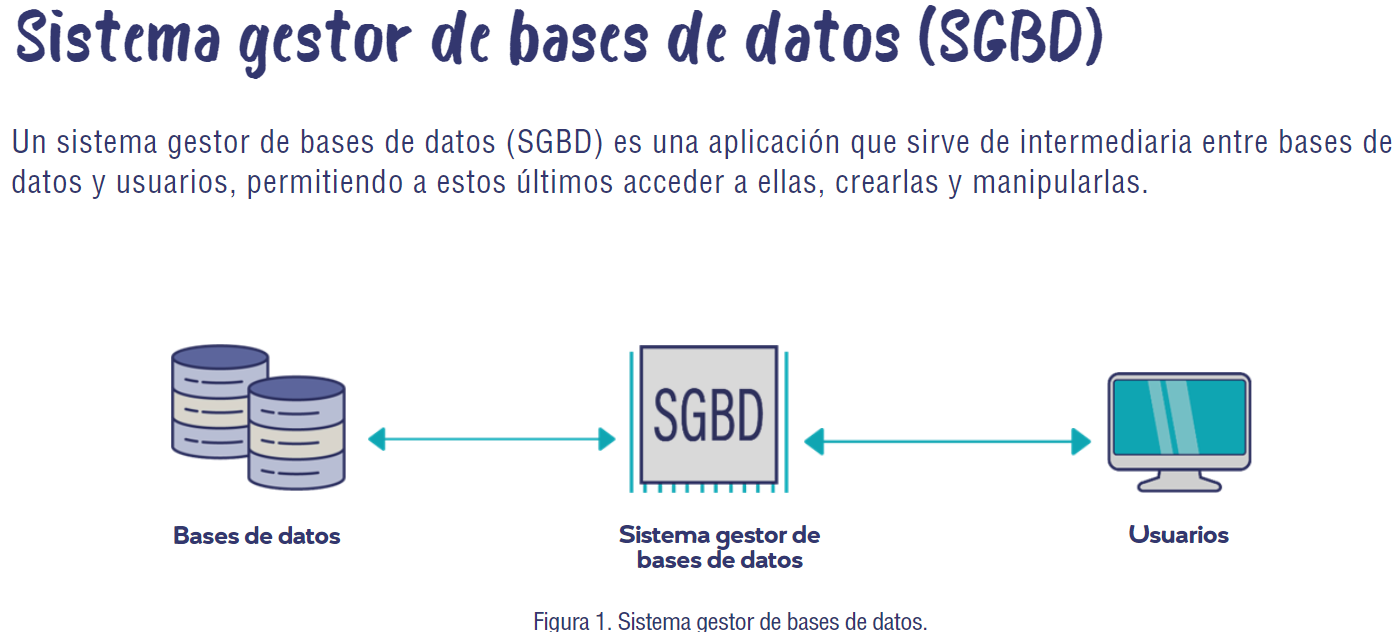 Sistema gestor de bases de datos (SGBD)
Un sistema gestor de bases de datos (SGBD) es una aplicación que sirve de intermediaria entre bases de
datos y usuarios, permitiendo a estos últimos acceder a ellas, crearlas y manipularlas.
SGBD
Bases de datos
Sistema gestor de
bases de datos
Usuarios
Figura 1. Sistema gestor de bases de datos.